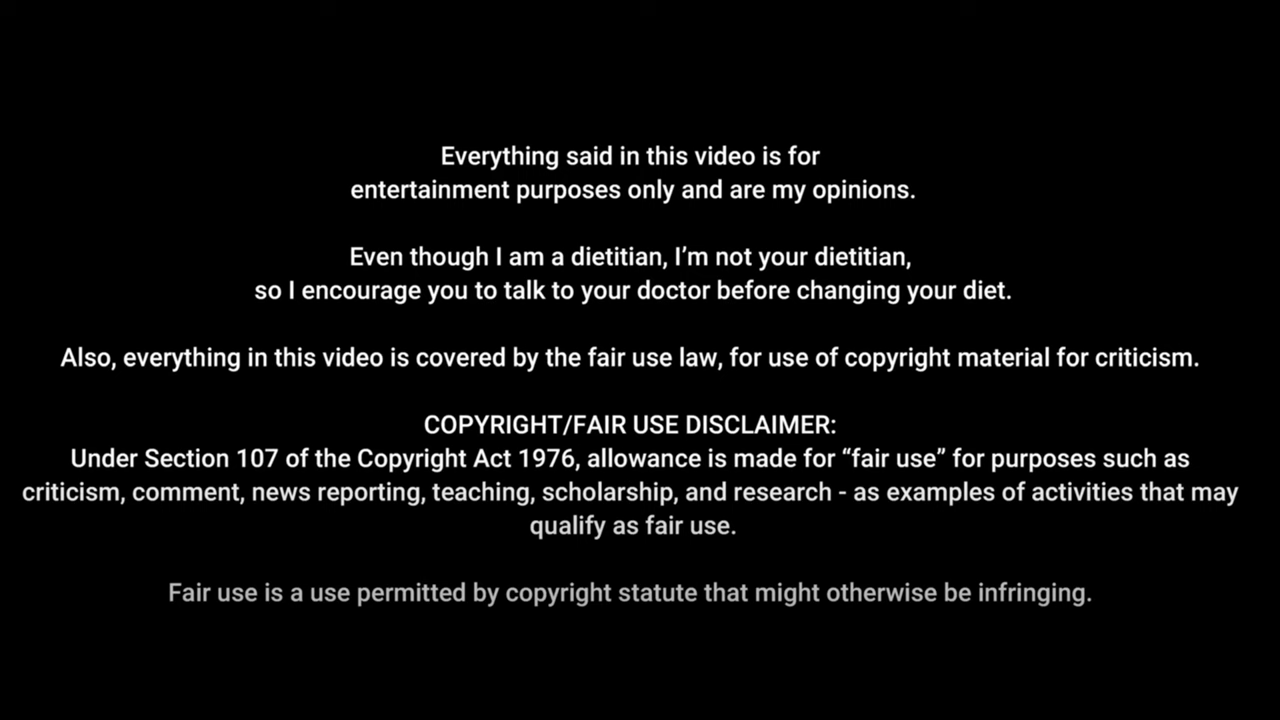 Everything said in this video is for
entertainment purposes only and are my opinions.
Even though I am a dietitian, I’m not your dietitian,
so I encourage you to talk to your doctor before changing your diet.
Also, everything in this video is covered by the fair use law, for use of copyright material for criticism.
COPYRIGHT/FAIR USE DISCLAIMER:
Under Section 107 of the Copyright Act 1976, allowance is made for “fair use” for purposes such as
criticism, comment, news reporting, teaching, scholarship, and research - as examples of activities that may
qualify as fair use.
Fair use is a use permitted by copyright statute that might otherwise be infringing.